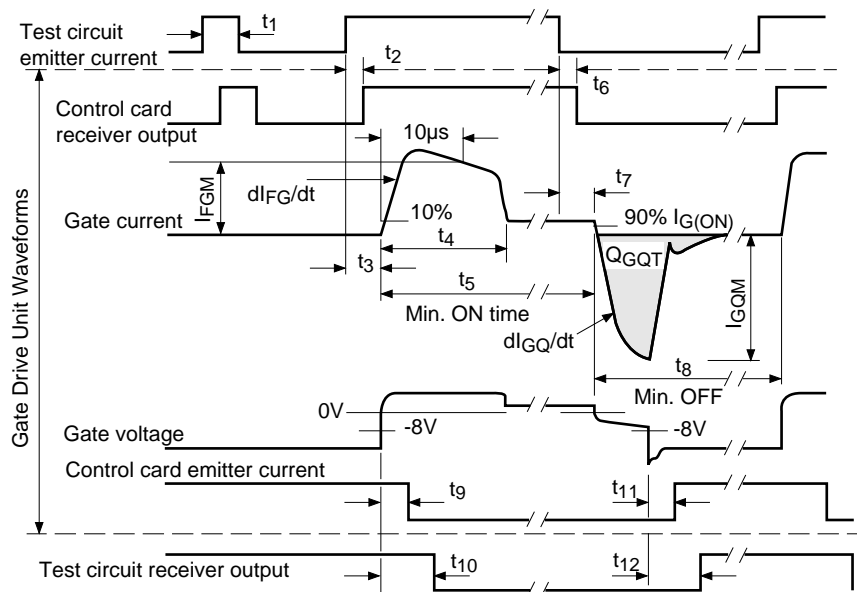 Test circuit
emitter current
t1
t2
t6
Control card
receiver output
10µs
t7
IFGM
dIFG/dt
10%
90% IG(ON)
Gate current
t4
QGQT
t3
t5
IGQM
Min. ON time
dIGQ/dt
t8
Min. OFF
0V
-8V
-8V
Gate voltage
Control card emitter current
t9
t11
Test circuit receiver output
t10
t12
Gate Drive Unit Waveforms